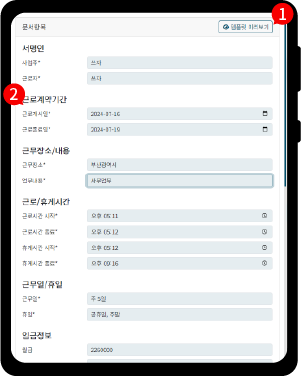 1
문서항목
템플릿 미리보기
서명인
사업주* 쓰자
근로자* 쓰다
2
근로계약기간
근로개시일* 2024-07-16
근로종료일* 2024-07-19
근무장소/내용
근무장소* 부산광역시
업무내용* 사무업무
근로/휴게시간
근로시간 시작* 오후 05:11
근로시간 종료* 오후 05:12
휴게시간 시작* 오후 05:12
휴게시간 종료* 오후 09:16
근무일/휴일
근무일* 주 5일
휴일* 공휴일, 주말
임금정보
월급 2260000